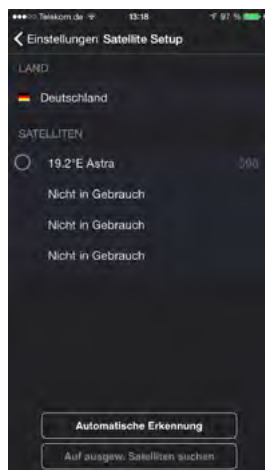 Telekom.de 13:18 97 %
Einstellungen Satellite Setup
LAND
Deutschland
SATELLITEN
19.2°E Astra
Nicht in Gebrauch
Nicht in Gebrauch
Nicht in Gebrauch
Automatische Erkennung
Auf ausgew. Satelliten suchen